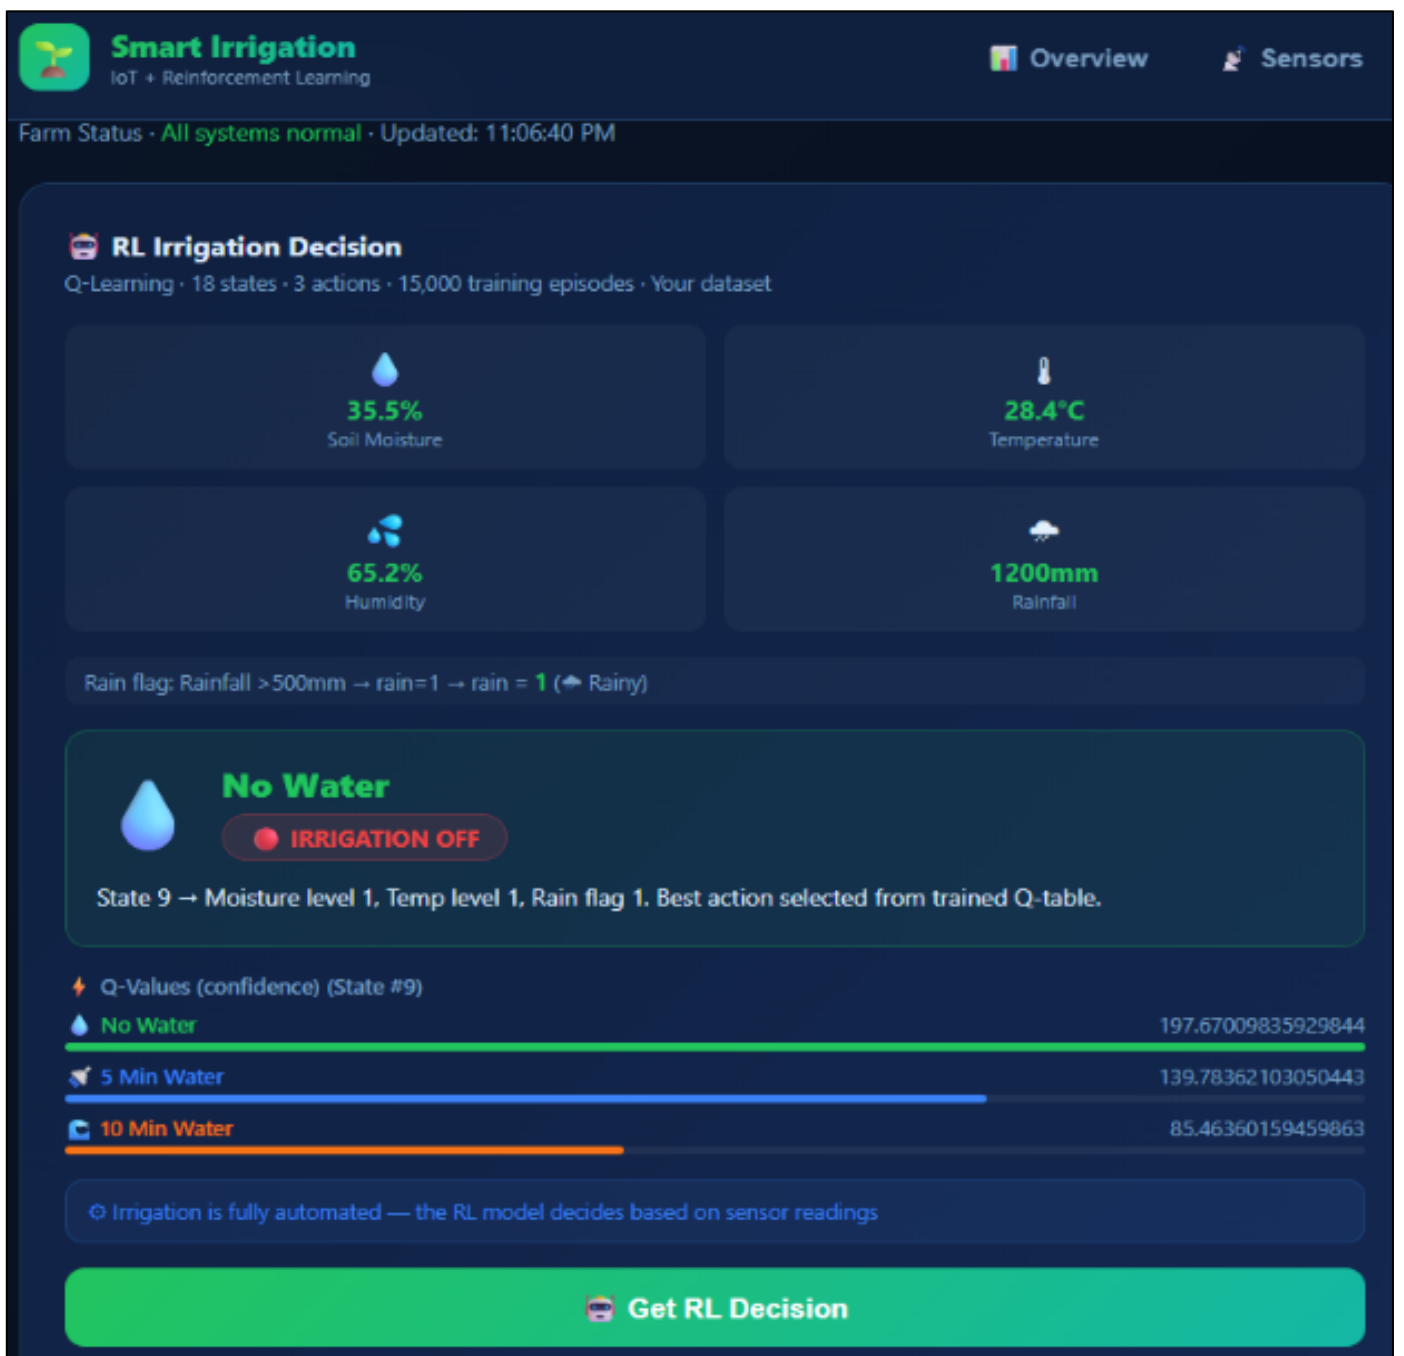 Smart Irrigation
IoT + Reinforcement Learning
Overview
Sensors
Farm Status · All systems normal · Updated: 11:06:40 PM
RL Irrigation Decision
Q-Learning · 18 states · 3 actions · 15,000 training episodes · Your dataset
35.5%
Soil Moisture
28.4°C
Temperature
65.2%
Humidity
1200mm
Rainfall
Rain flag: Rainfall >500mm → rain=1 → rain = 1 (🌧 Rainy)
No Water
IRRIGATION OFF
State 9 → Moisture level 1, Temp level 1, Rain flag 1. Best action selected from trained Q-table.
Q-Values (confidence) (State #9)
No Water 197.67009835929844
5 Min Water 139.78362103050443
10 Min Water 85.46360159459863
Irrigation is fully automated — the RL model decides based on sensor readings
Get RL Decision